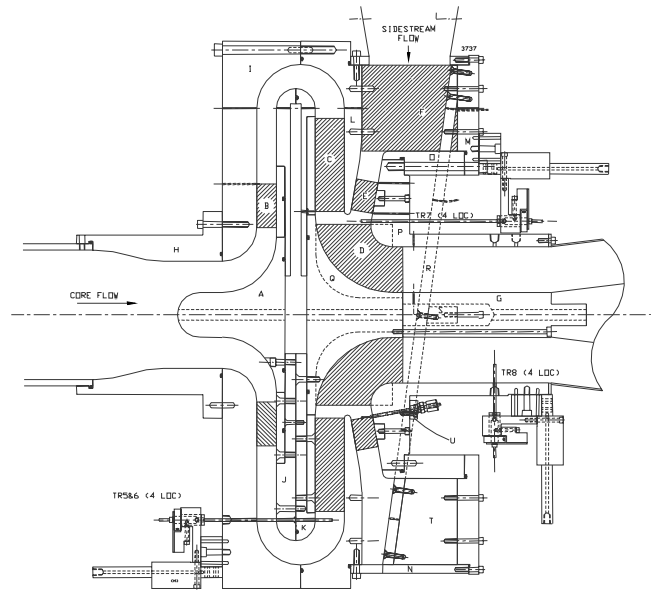 SIDESTREAM
FLOW
3737
I
L
F
M
C
O
E
B
TR7 (4 LOC)
P
H
D
R
Q
A
G
CORE FLOW
S
TR8 (4 LOC)
U
J
TR5&6 (4 LOC)
K
T
N